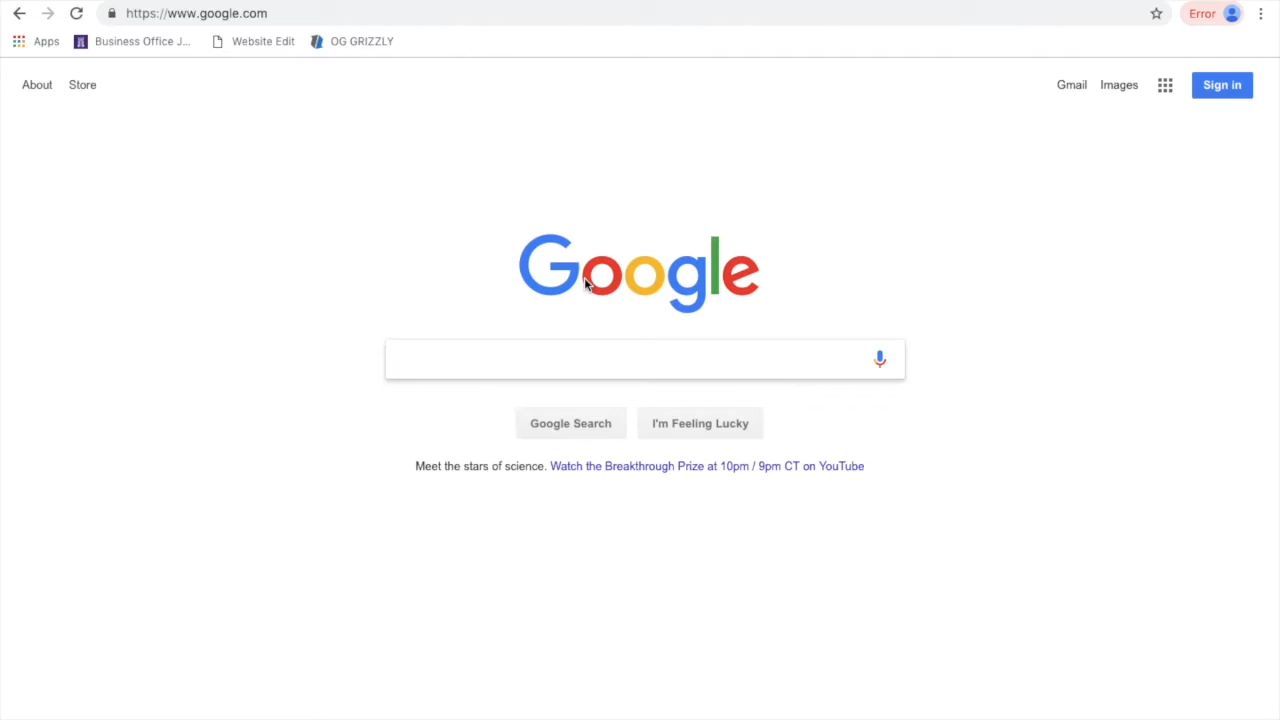 https://www.google.com
Error
Apps
Business Office J...
Website Edit
OG GRIZZLY
About
Store
Gmail
Images
Sign in
Google
Google Search
I'm Feeling Lucky
Meet the stars of science. Watch the Breakthrough Prize at 10pm / 9pm CT on YouTube